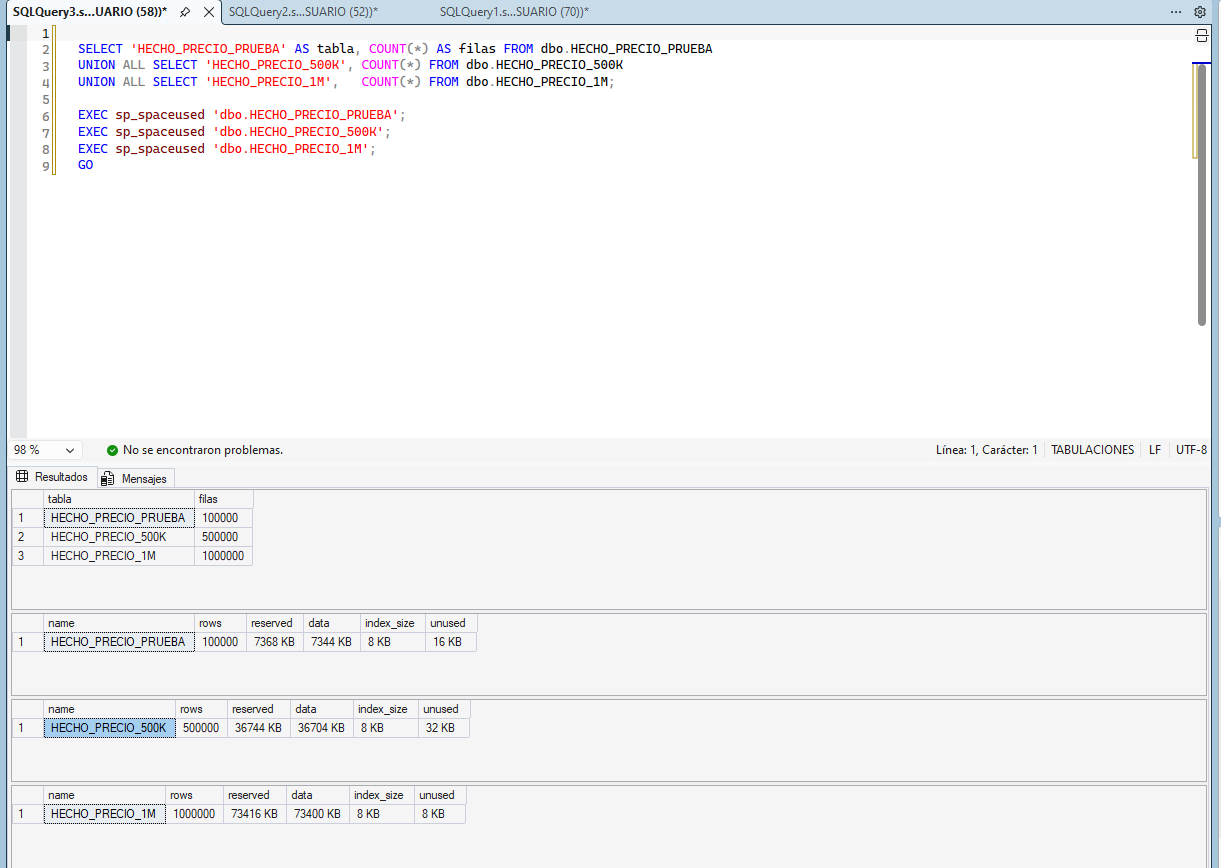 SQLQuery3.s...UARIO (58))*
SQLQuery2.s...SUARIO (52))*
SQLQuery1.s...SUARIO (70))*
1
2 SELECT 'HECHO_PRECIO_PRUEBA' AS tabla, COUNT(*) AS filas FROM dbo.HECHO_PRECIO_PRUEBA
3 UNION ALL SELECT 'HECHO_PRECIO_500K', COUNT(*) FROM dbo.HECHO_PRECIO_500K
4 UNION ALL SELECT 'HECHO_PRECIO_1M',   COUNT(*) FROM dbo.HECHO_PRECIO_1M;
5
6 EXEC sp_spaceused 'dbo.HECHO_PRECIO_PRUEBA';
7 EXEC sp_spaceused 'dbo.HECHO_PRECIO_500K';
8 EXEC sp_spaceused 'dbo.HECHO_PRECIO_1M';
9 GO
98 % No se encontraron problemas. Línea: 1, Carácter: 1 TABULACIONES LF UTF-8
Resultados Mensajes
tabla filas
1 HECHO_PRECIO_PRUEBA 100000
2 HECHO_PRECIO_500K 500000
3 HECHO_PRECIO_1M 1000000
name rows reserved data index_size unused
1 HECHO_PRECIO_PRUEBA 100000 7368 KB 7344 KB 8 KB 16 KB
name rows reserved data index_size unused
1 HECHO_PRECIO_500K 500000 36744 KB 36704 KB 8 KB 32 KB
name rows reserved data index_size unused
1 HECHO_PRECIO_1M 1000000 73416 KB 73400 KB 8 KB 8 KB